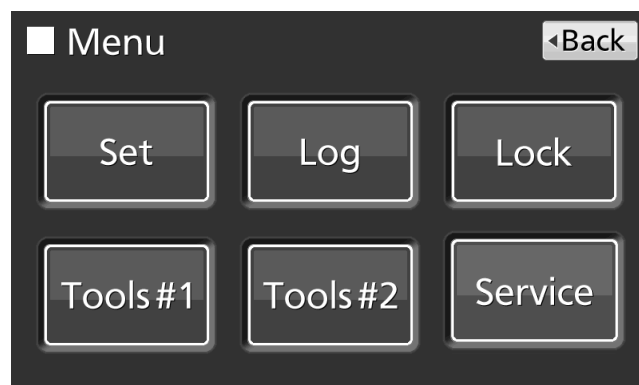 Menu
Back
Set
Log
Lock
Tools #1
Tools #2
Service